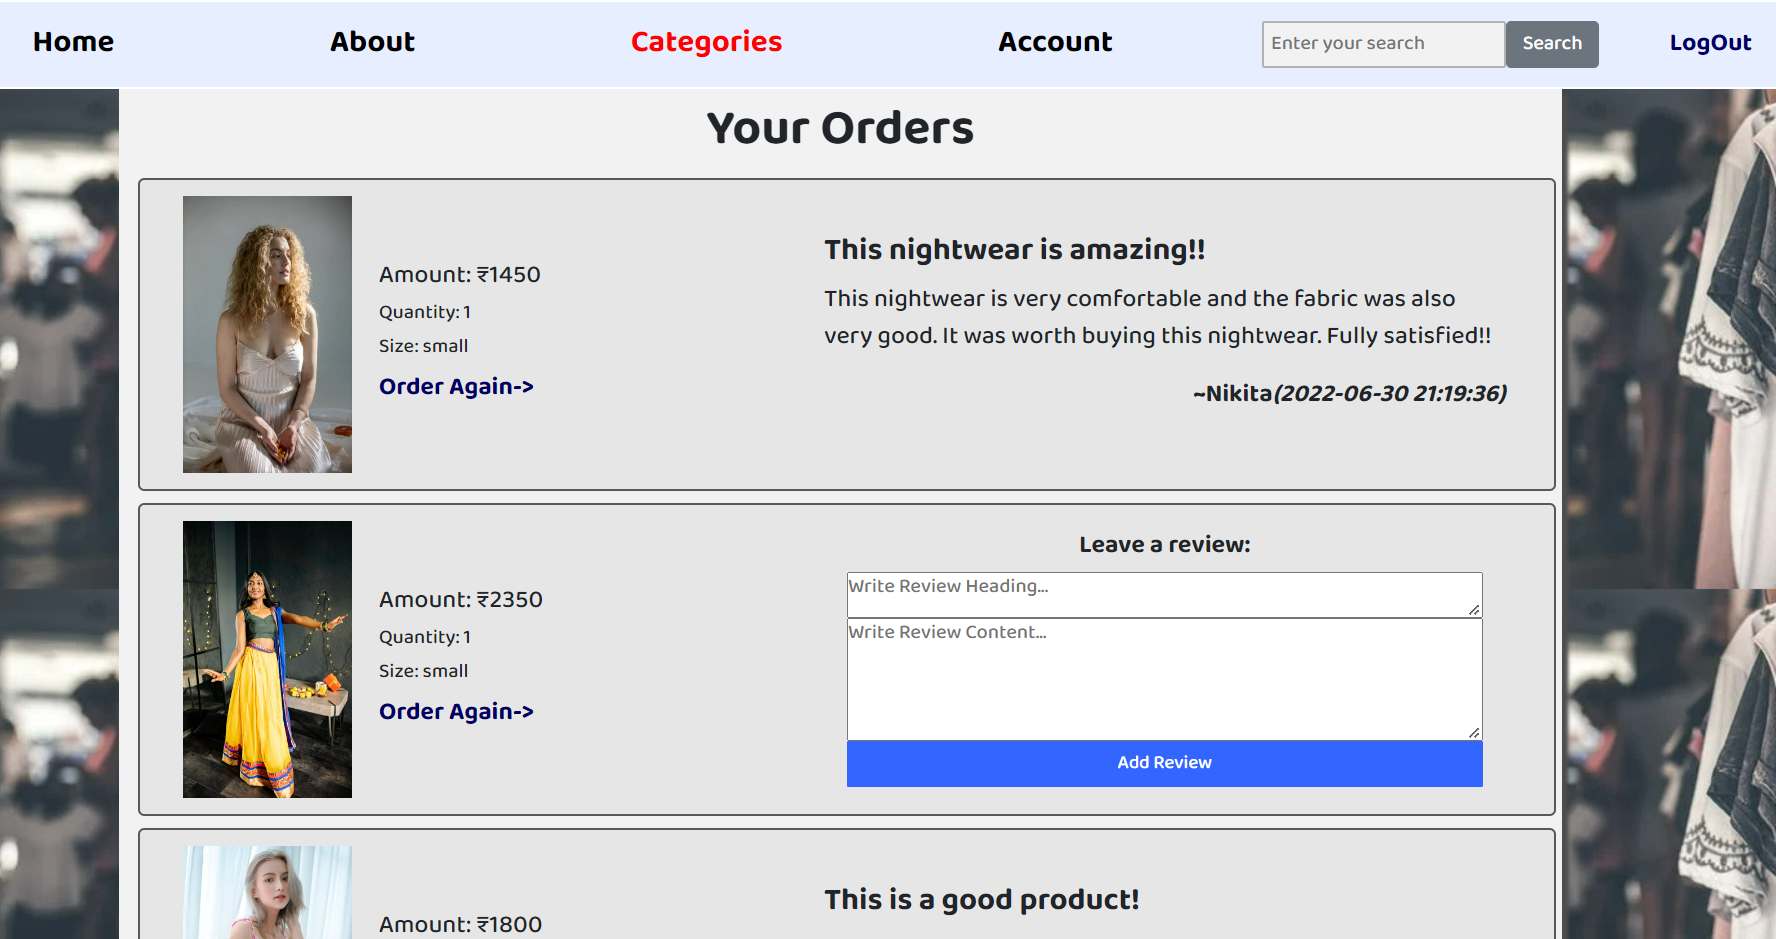 Home About Categories Account Enter your search Search LogOut
Your Orders
Amount: ₹1450
Quantity: 1
Size: small
Order Again->
This nightwear is amazing!!
This nightwear is very comfortable and the fabric was also
very good. It was worth buying this nightwear. Fully satisfied!!
~Nikita(2022-06-30 21:19:36)
Amount: ₹2350
Quantity: 1
Size: small
Order Again->
Leave a review:
Write Review Heading...
Write Review Content...
Add Review
Amount: ₹1800
This is a good product!